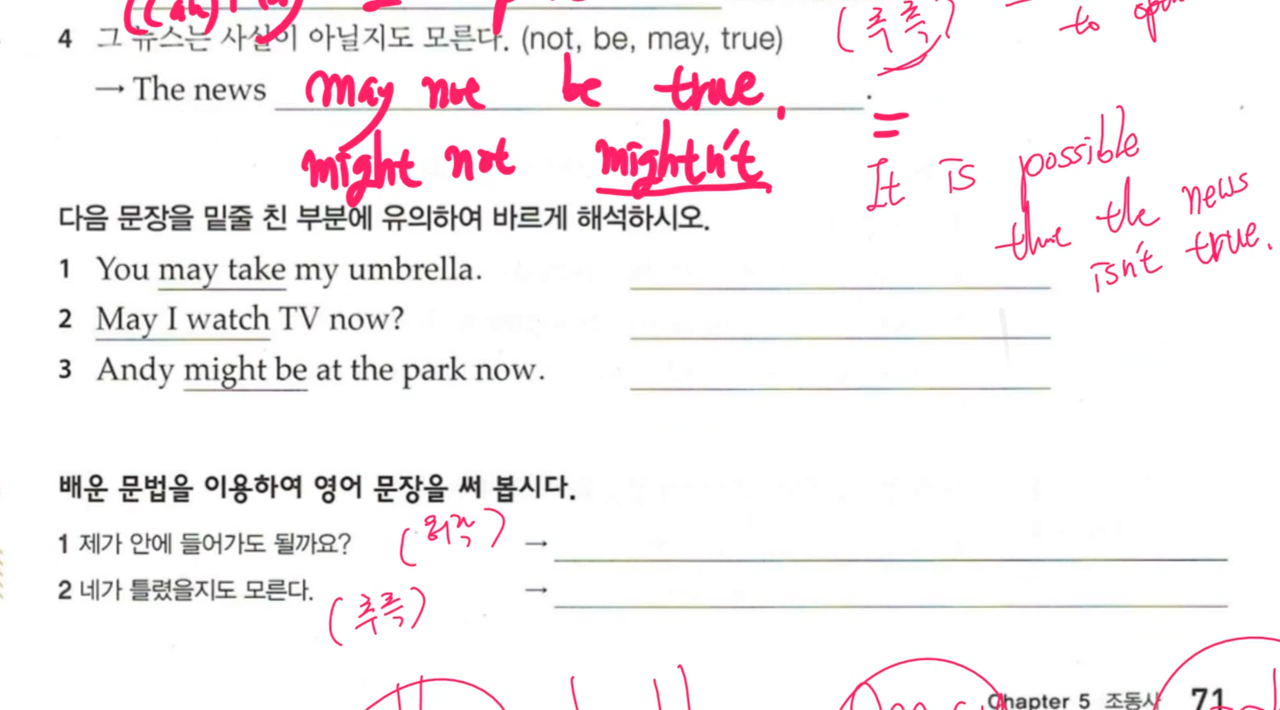 (추측)
4 그 뉴스는 사실이 아닐지도 모른다. (not, be, may, true)
→ The news may not be true.
might not mightn't
=
It is possible
that the news
isn't true.
다음 문장을 밑줄 친 부분에 유의하여 바르게 해석하시오.
1 You may take my umbrella.
2 May I watch TV now?
3 Andy might be at the park now.
배운 문법을 이용하여 영어 문장을 써 봅시다.
1 제가 안에 들어가도 될까요? (허락) →
2 네가 틀렸을지도 모른다. (추측) →
Chapter 5 조동사 71